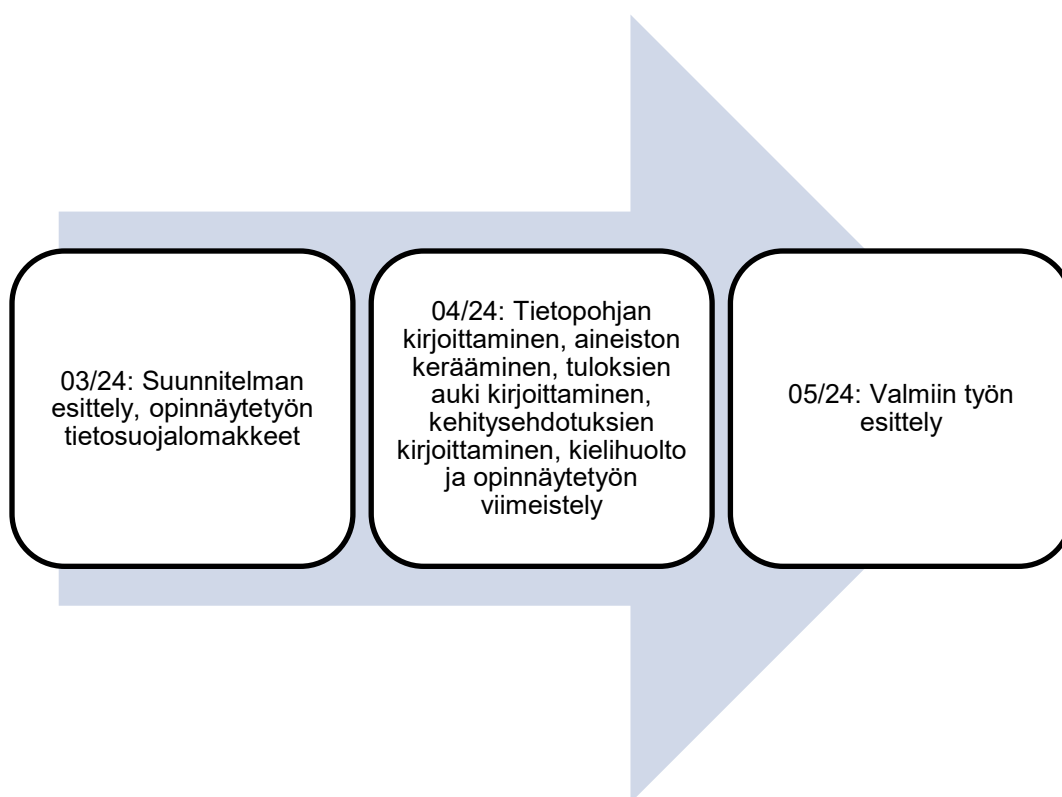 03/24: Suunnitelman
esittely, opinnäytetyön
tietosuojalomakkeet
04/24: Tietopohjan
kirjoittaminen, aineiston
kerääminen, tuloksien
auki kirjoittaminen,
kehitysehdotuksien
kirjoittaminen, kielihuolto
ja opinnäytetyön
viimeistely
05/24: Valmiin työn
esittely